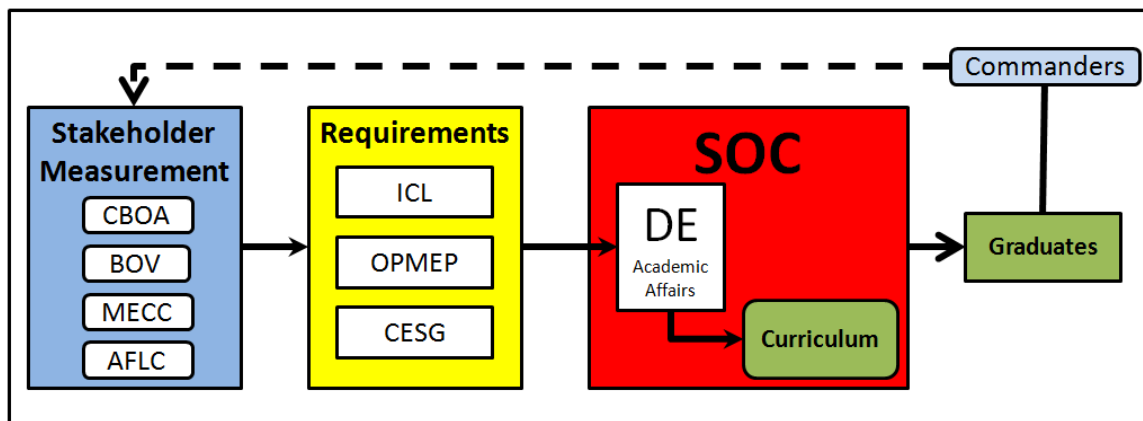 Commanders
Stakeholder
Measurement
CBOA
BOV
MECC
AFLC
Requirements
ICL
OPMEP
CESG
SOC
DE
Academic
Affairs
Curriculum
Graduates